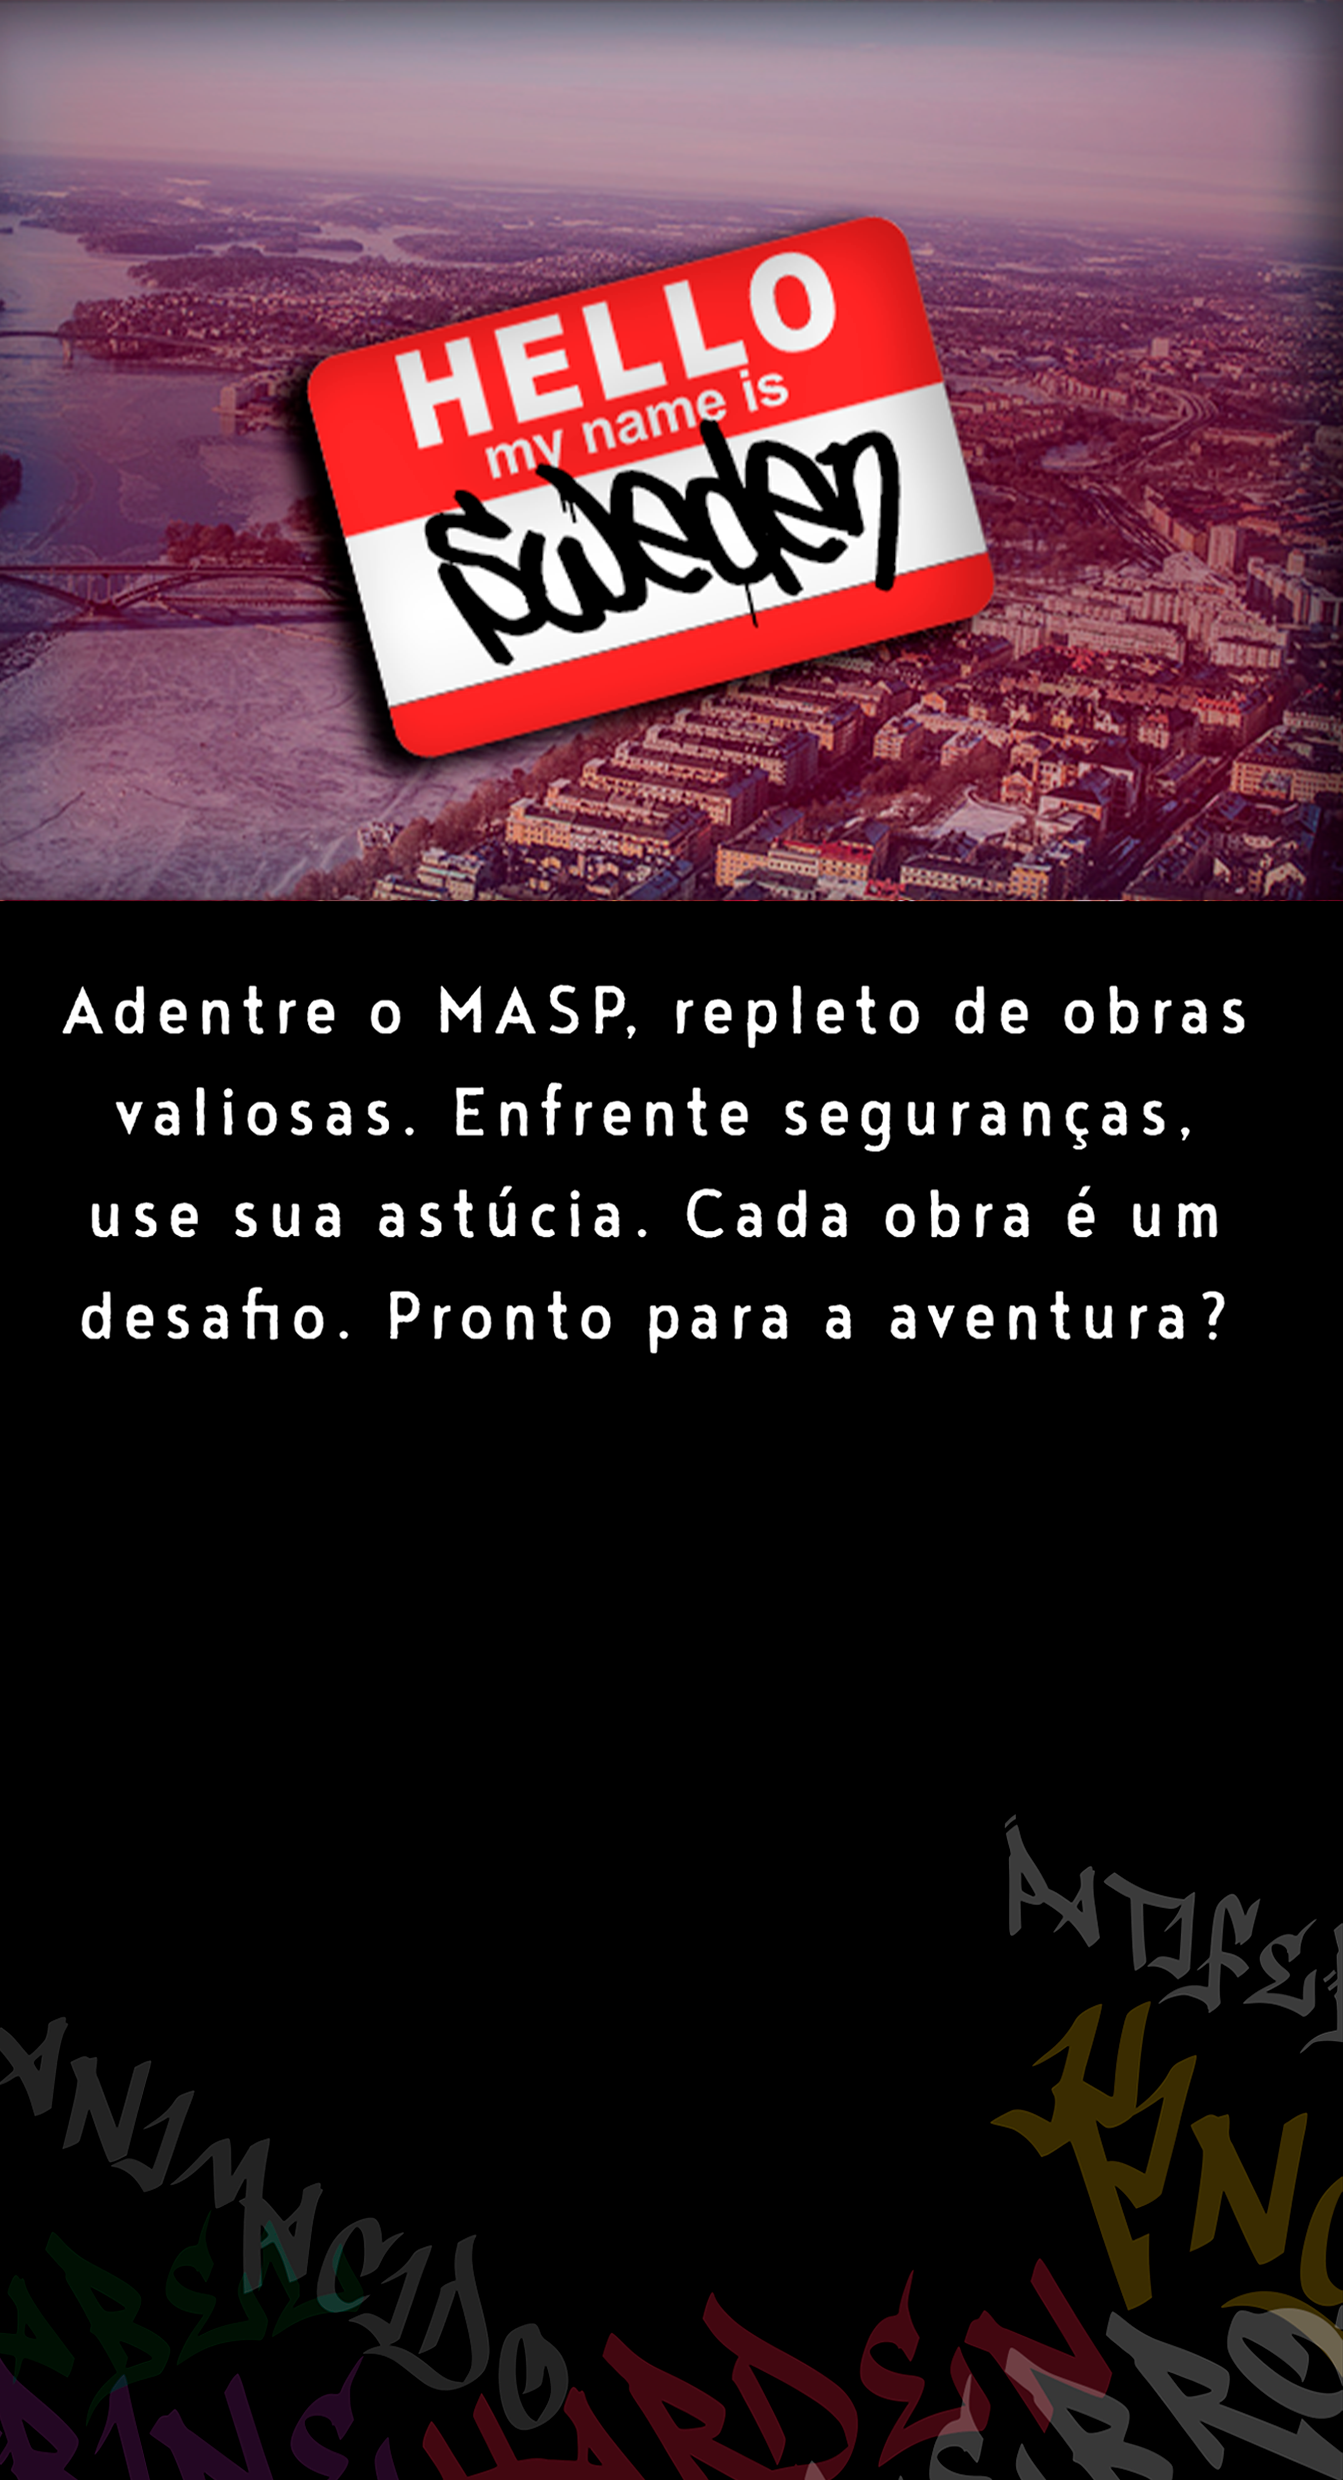 HELLO
my name is
Sweden
Adentre o MASP, repleto de obras
valiosas. Enfrente seguranças,
use sua astúcia. Cada obra é um
desafio. Pronto para a aventura?
HARDEN